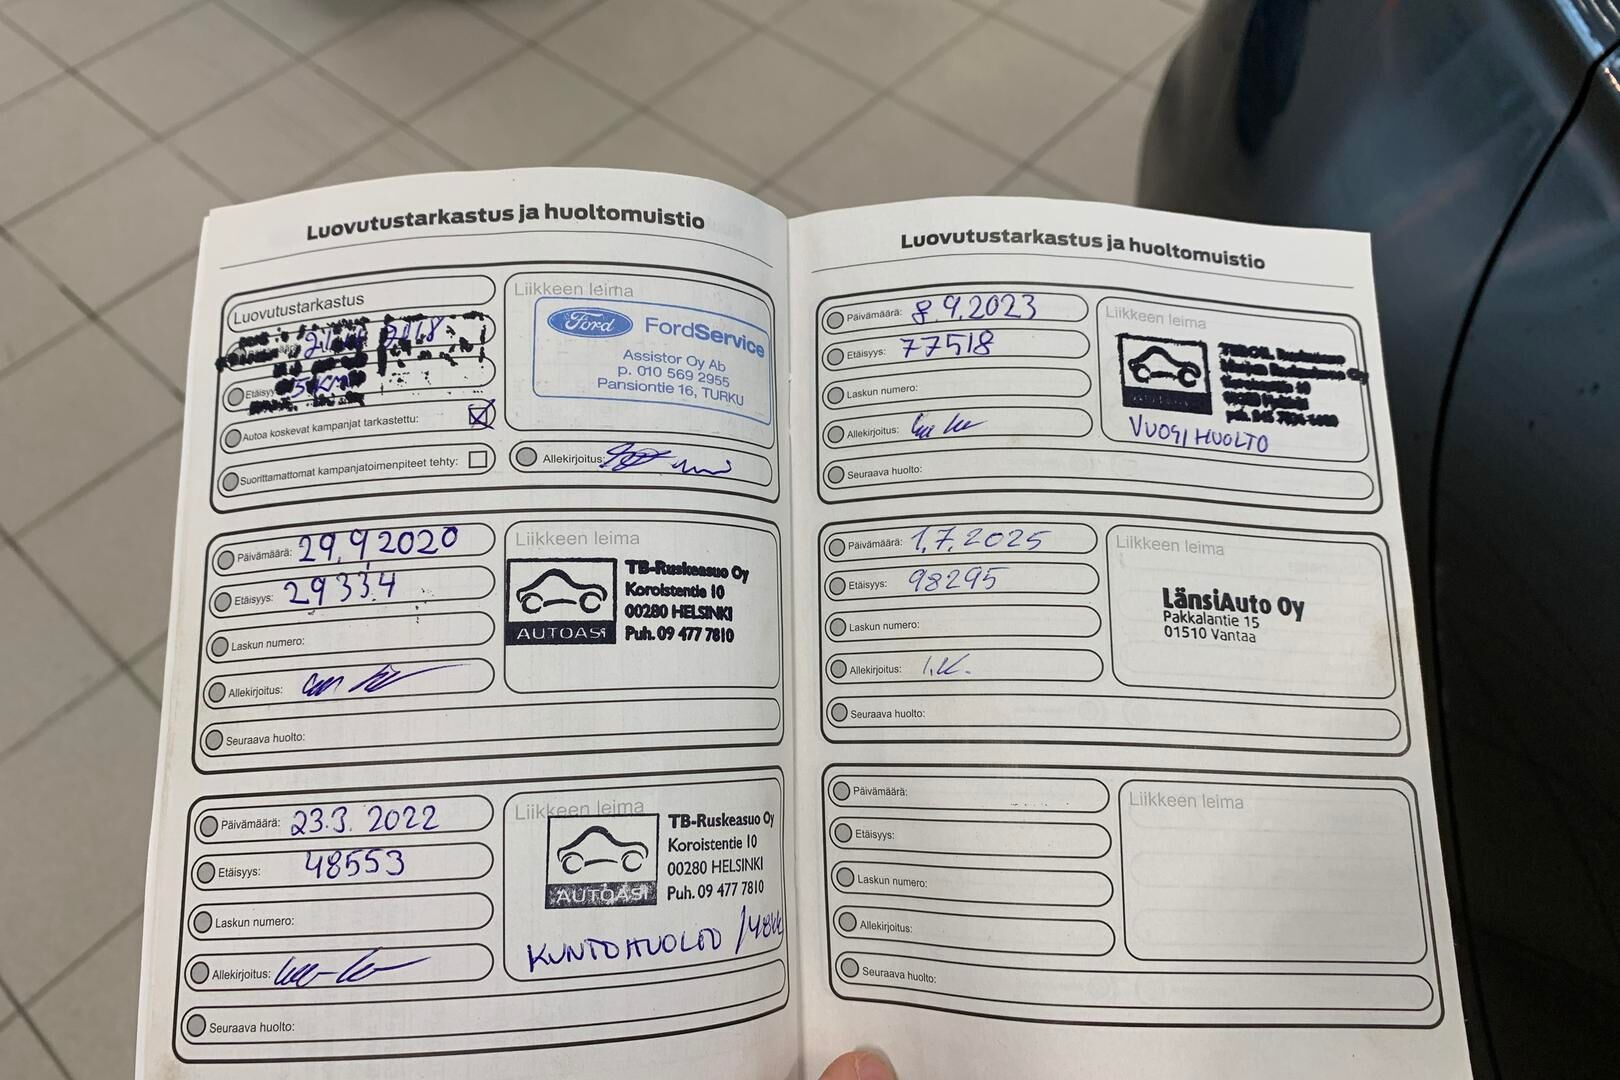 Luovutustarkastus ja huoltomuistio
Luovutustarkastus
2018
Etäisyys
5 KM
Autoa koskevat kampanjat tarkastettu:
Suorittamattomat kampanjatoimenpiteet tehty:
Liikkeen leima
Ford
FordService
Assistor Oy Ab
p. 010 569 2955
Pansiontie 16, TURKU
Allekirjoitus:
Päivämäärä: 29.9.2020
Etäisyys: 29334
Laskun numero:
Allekirjoitus:
Seuraava huolto:
Liikkeen leima
AUTOASI
TB-Ruskeasuo Oy
Koroistentie 10
00280 HELSINKI
Puh. 09 477 7810
Päivämäärä: 23.3. 2022
Etäisyys: 48553
Laskun numero:
Allekirjoitus:
Seuraava huolto:
Liikkeen leima
AUTOASI
TB-Ruskeasuo Oy
Koroistentie 10
00280 HELSINKI
Puh. 09 477 7810
KUNTOHUOLTO /48kk
Luovutustarkastus ja huoltomuistio
Päivämäärä: 8.9.2023
Etäisyys: 77518
Laskun numero:
Allekirjoitus:
Seuraava huolto:
Liikkeen leima
VUOSIHUOLTO
Päivämäärä: 1.7.2025
Etäisyys: 98295
Laskun numero:
Allekirjoitus:
Seuraava huolto:
Liikkeen leima
LänsiAuto Oy
Pakkalantie 15
01510 Vantaa
Päivämäärä:
Etäisyys:
Laskun numero:
Allekirjoitus:
Seuraava huolto:
Liikkeen leima